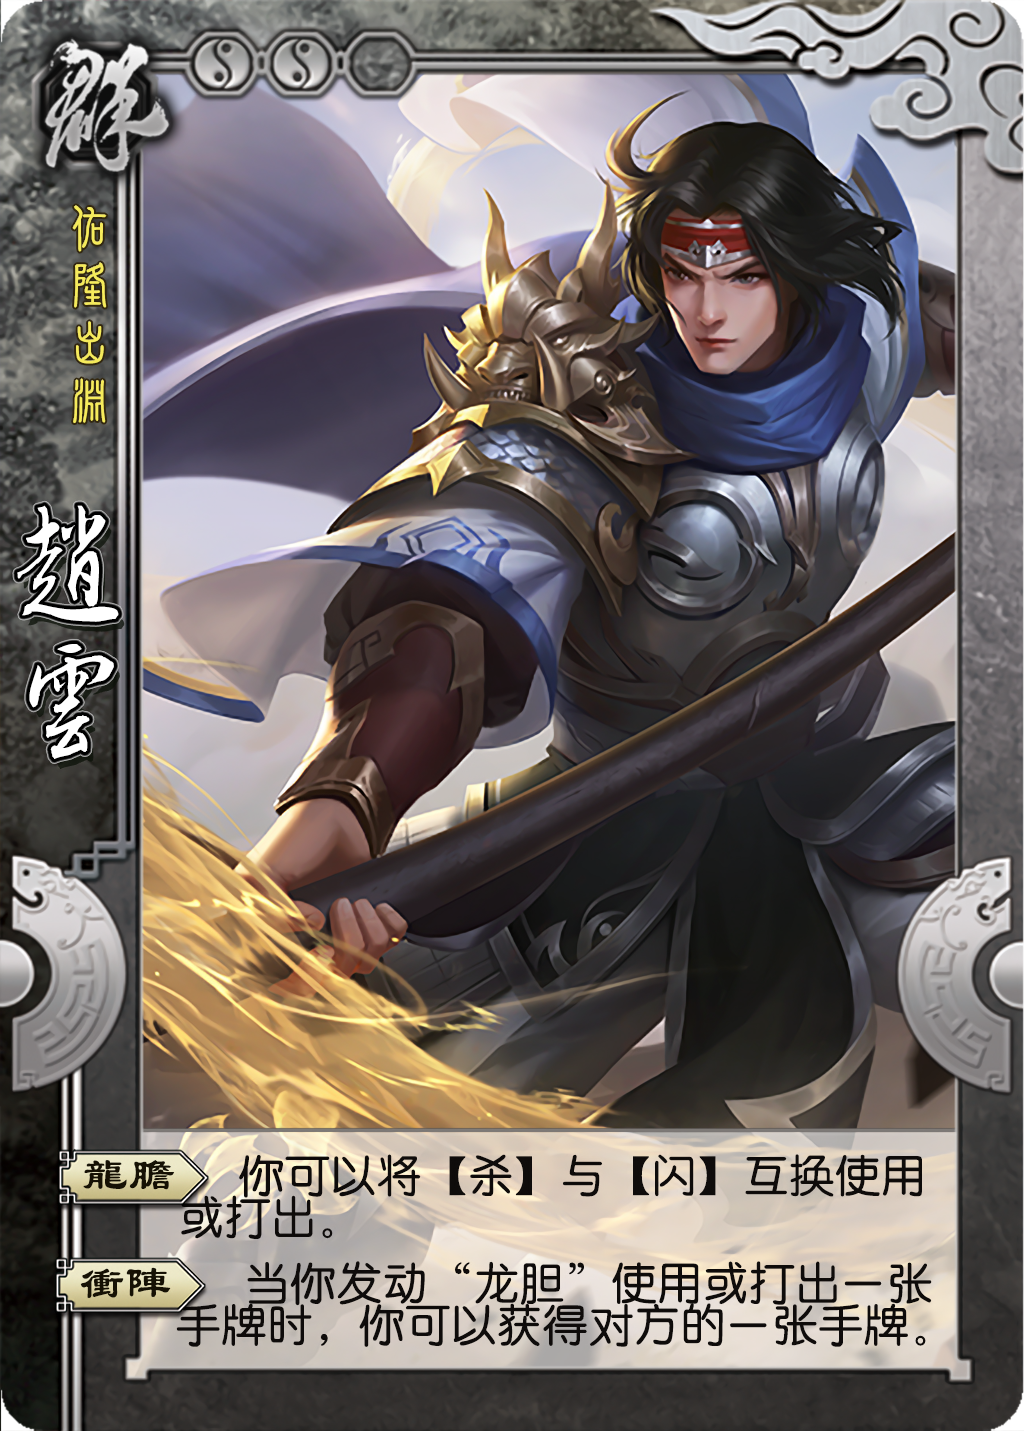 群
佑隆出淵
趙雲
龍膽
你可以将【杀】与【闪】互换使用
或打出。
衝陣
当你发动“龙胆”使用或打出一张
手牌时，你可以获得对方的一张手牌。